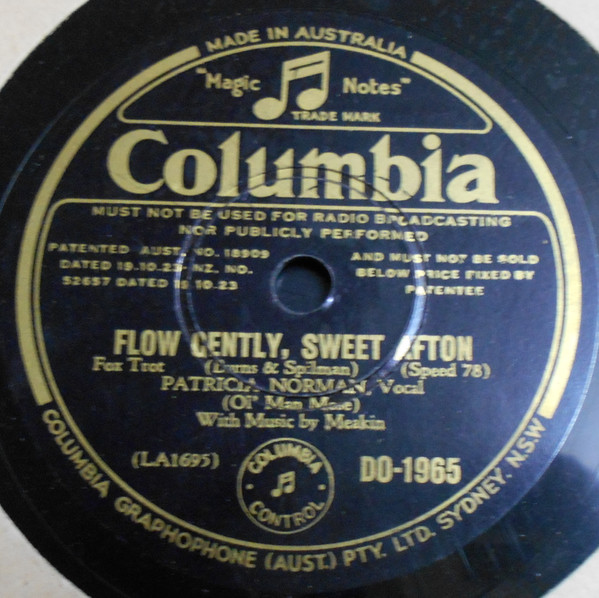 MADE IN AUSTRALIA
"Magic Notes"
TRADE MARK
Columbia
MUST NOT BE USED FOR RADIO BROADCASTING
NOR PUBLICLY PERFORMED
PATENTED AUST. NO. 18909
DATED 19.10.23-NZ. NO.
52657 DATED 19.10.23
AND MUST NOT BE SOLD
BELOW PRICE FIXED BY
PATENTEE
FLOW GENTLY, SWEET AFTON
Fox Trot (Burns & Spilman) (Speed 78)
PATRICIA NORMAN, Vocal
(Ol' Man Mose)
With Music by Meakin
(LA1695)
COLUMBIA CONTROL
DO-1965
COLUMBIA GRAPHOPHONE (AUST.) PTY. LTD. SYDNEY. N.S.W.